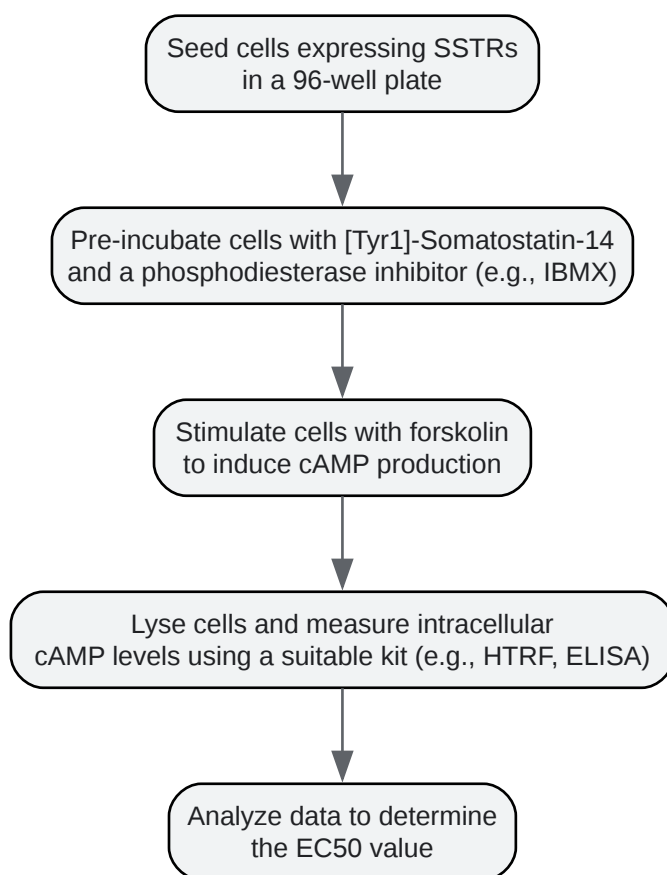 Seed cells expressing SSTRs
in a 96-well plate
Pre-incubate cells with [Tyr1]-Somatostatin-14
and a phosphodiesterase inhibitor (e.g., IBMX)
Stimulate cells with forskolin
to induce cAMP production
Lyse cells and measure intracellular
cAMP levels using a suitable kit (e.g., HTRF, ELISA)
Analyze data to determine
the EC50 value